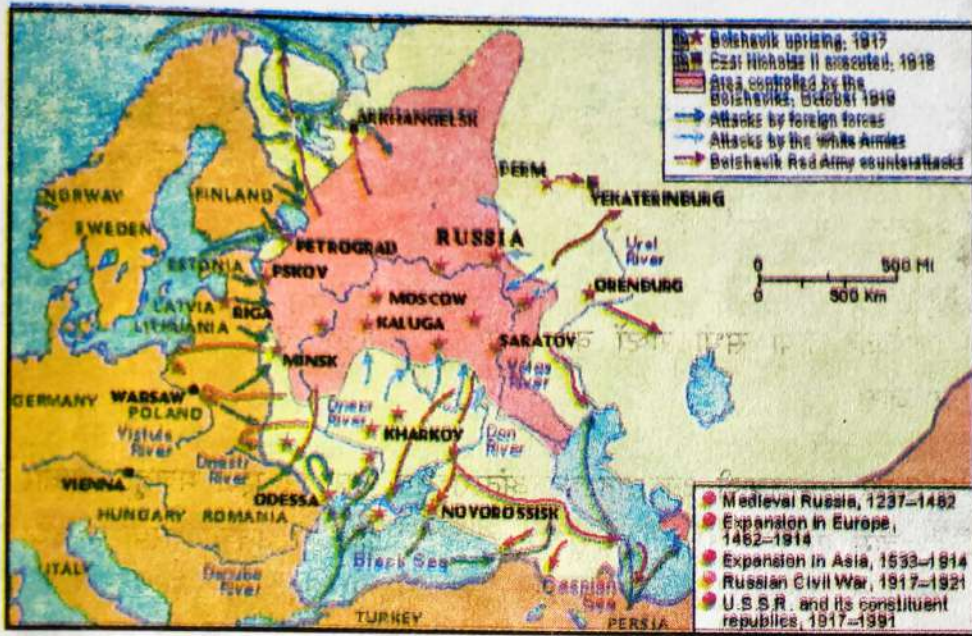 Bolshevik uprising, 1917
Czar Nicholas II executed, 1918
Area controlled by the
Bolsheviks, October 1919
Attacks by foreign forces
Attacks by the White Armies
Bolshevik Red Army counterattacks
ARKHANGELSK
PERM
YEKATERINBURG
NORWAY
FINLAND
SWEDEN
PETROGRAD
RUSSIA
Ural
River
ESTONIA
PSKOV
ORENBURG
0 500 Mi
0 500 Km
LATVIA
RIGA
MOSCOW
LITHUANIA
KALUGA
SARATOV
MINSK
Volga
River
GERMANY
WARSAW
POLAND
Vistula
River
Dnepr
River
KHARKOV
Don
River
Dnestr
River
VIENNA
ODESSA
HUNGARY
ROMANIA
NOVOROSSISK
ITALY
Danube
River
Black Sea
Caspian
Sea
TURKEY
PERSIA
Medieval Russia, 1237–1462
Expansion in Europe,
1462–1914
Expansion in Asia, 1533–1914
Russian Civil War, 1917–1921
U.S.S.R. and its constituent
republics, 1917–1991